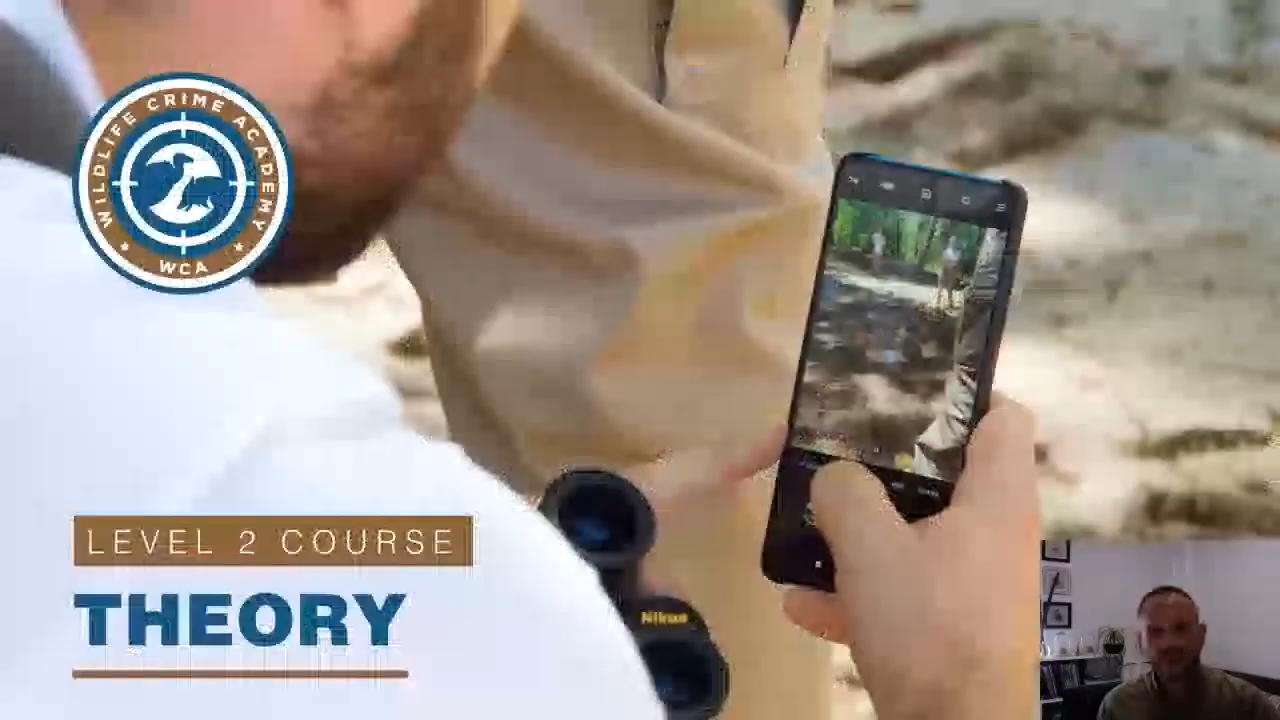 WILDLIFE CRIME ACADEMY
WCA
LEVEL 2 COURSE
THEORY
Nikon